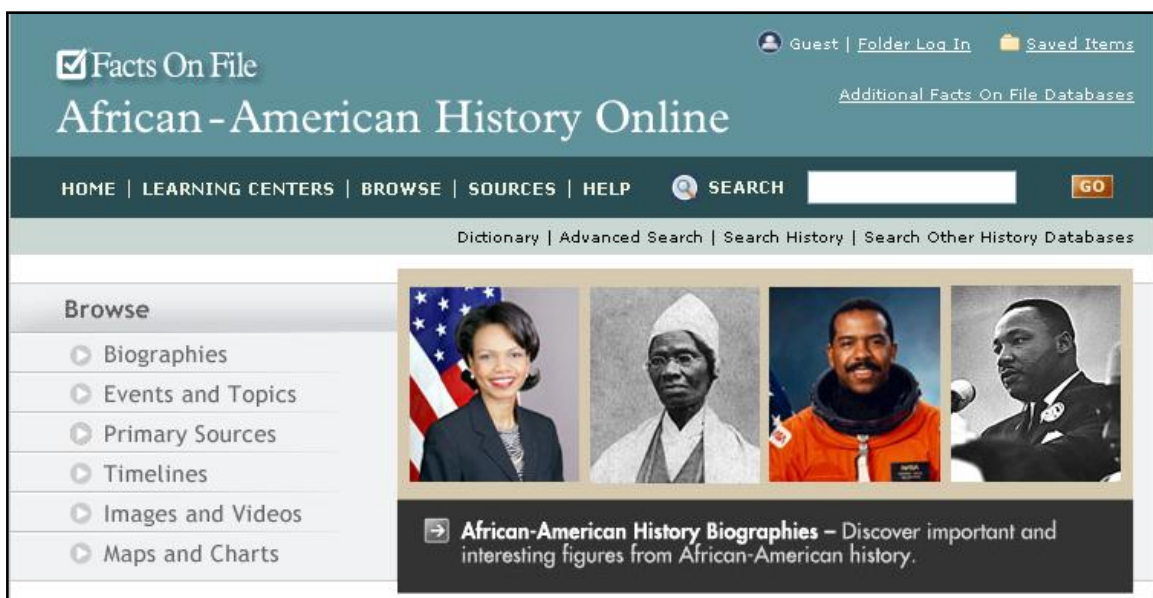 Guest | Folder Log In Saved Items
Facts On File
Additional Facts On File Databases
African-American History Online
HOME | LEARNING CENTERS | BROWSE | SOURCES | HELP SEARCH GO
Dictionary | Advanced Search | Search History | Search Other History Databases
Browse
Biographies
Events and Topics
Primary Sources
Timelines
Images and Videos
Maps and Charts
African-American History Biographies – Discover important and
interesting figures from African-American history.